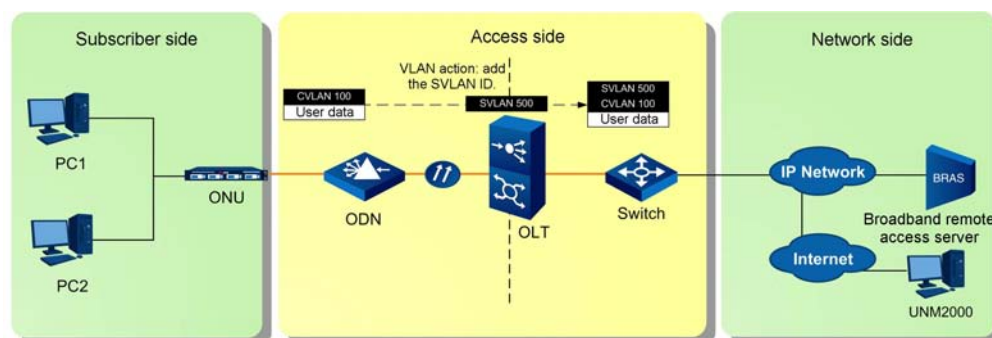 Subscriber side
Access side
Network side
VLAN action: add
the SVLAN ID.
CVLAN 100
User data
SVLAN 500
SVLAN 500
CVLAN 100
User data
PC1
ONU
ODN
OLT
Switch
IP Network
BRAS
Broadband remote
access server
Internet
PC2
UNM2000